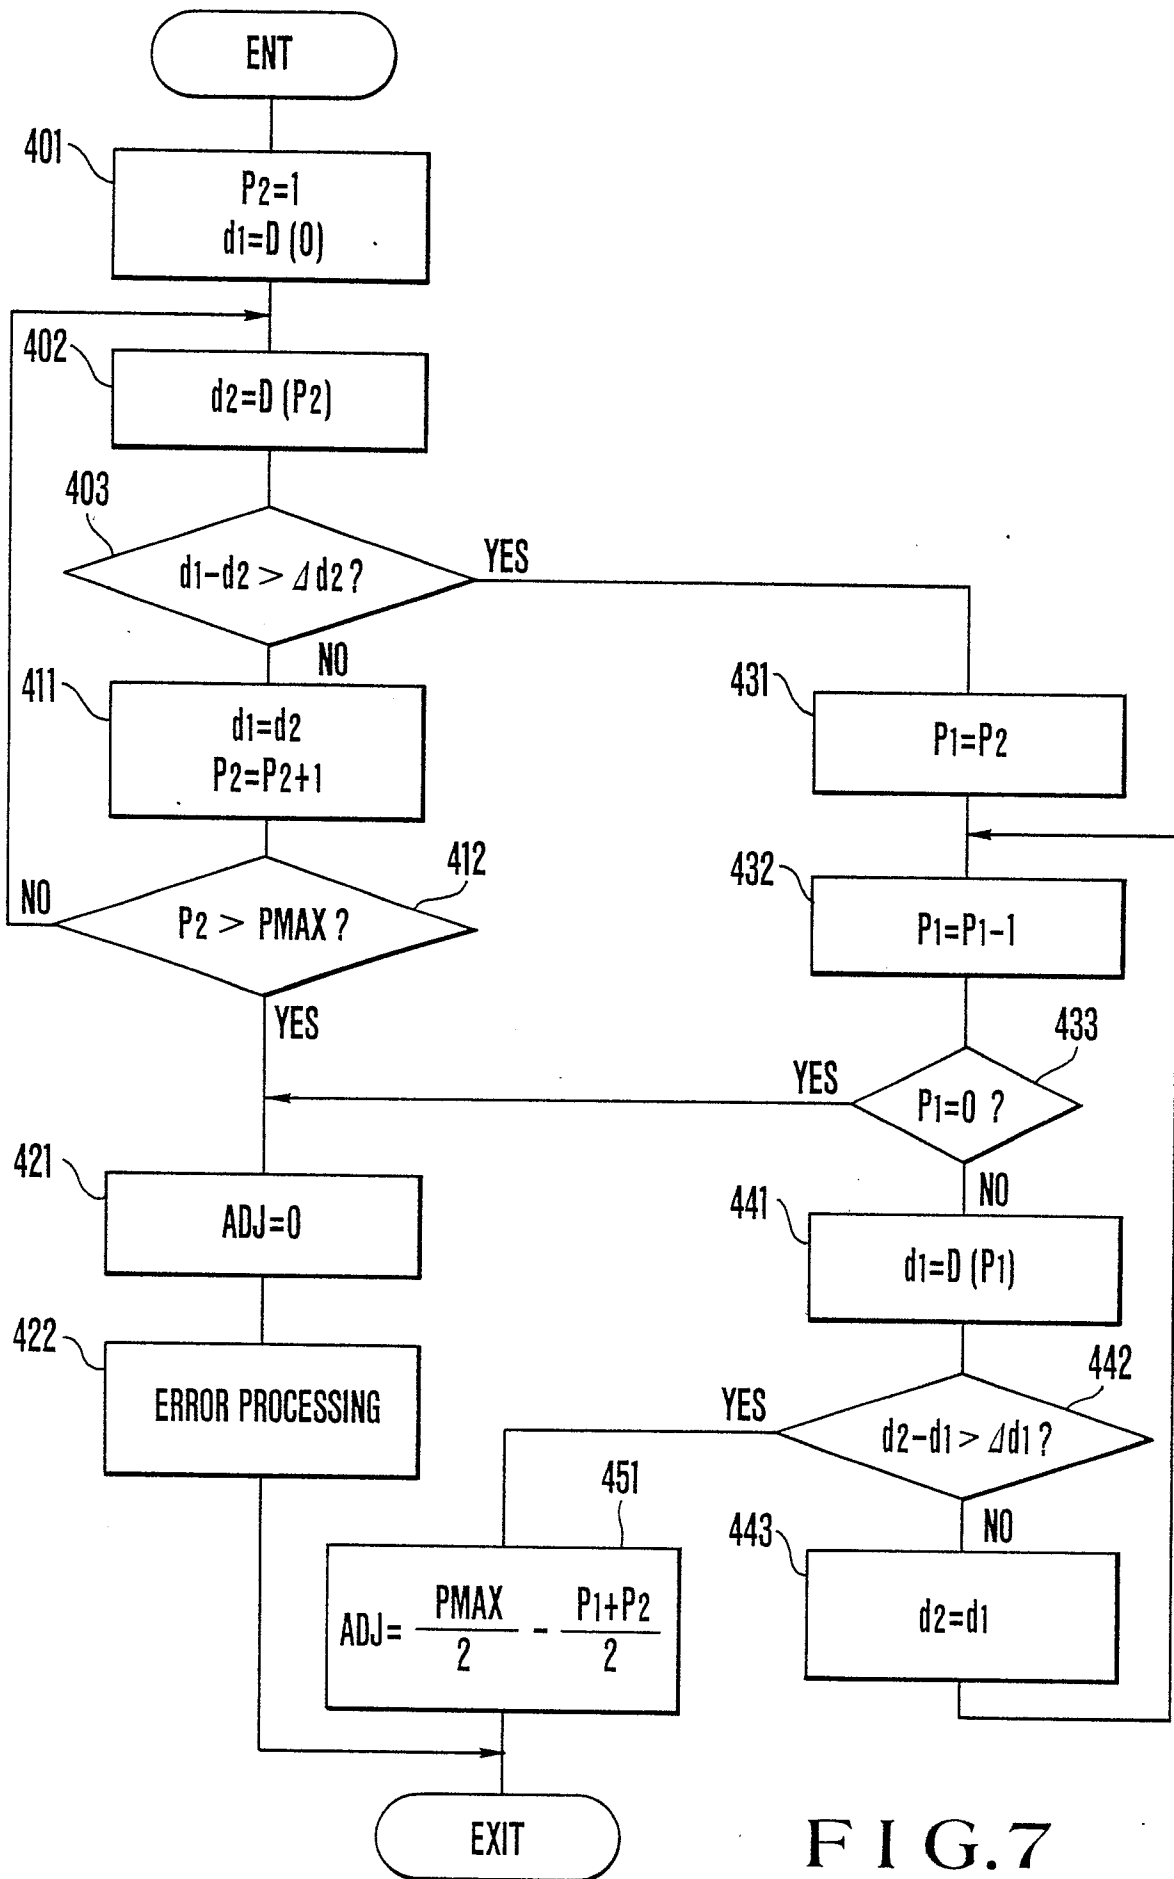 ENT
401
P2=1
d1=D (0)
402
d2=D (P2)
403
d1-d2 > Δd2?
YES
NO
411
d1=d2
P2=P2+1
412
P2 > PMAX ?
NO
YES
421
ADJ=0
422
ERROR PROCESSING
431
P1=P2
432
P1=P1-1
433
P1=0 ?
YES
NO
441
d1=D (P1)
442
d2-d1 > Δd1?
YES
NO
443
d2=d1
451
ADJ= PMAX/2 - P1+P2/2
EXIT
FIG.7